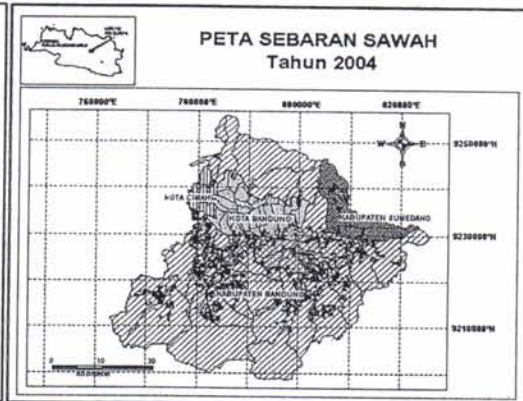 PETA SEBARAN SAWAH
Tahun 2004
760000°E 780000°E 800000°E 820000°E
N
W E
S
9250000°N
KOTA CIMAHI
KOTA BANDUNG
KABUPATEN SUMEDANG
9230000°N
KABUPATEN BANDUNG
9210000°N
0 10 20